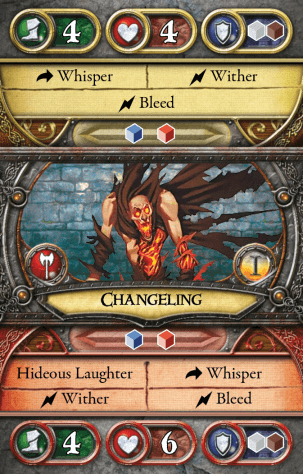 4 4
Whisper Wither
Bleed
I
CHANGELING
Hideous Laughter Whisper
Wither Bleed
4 6